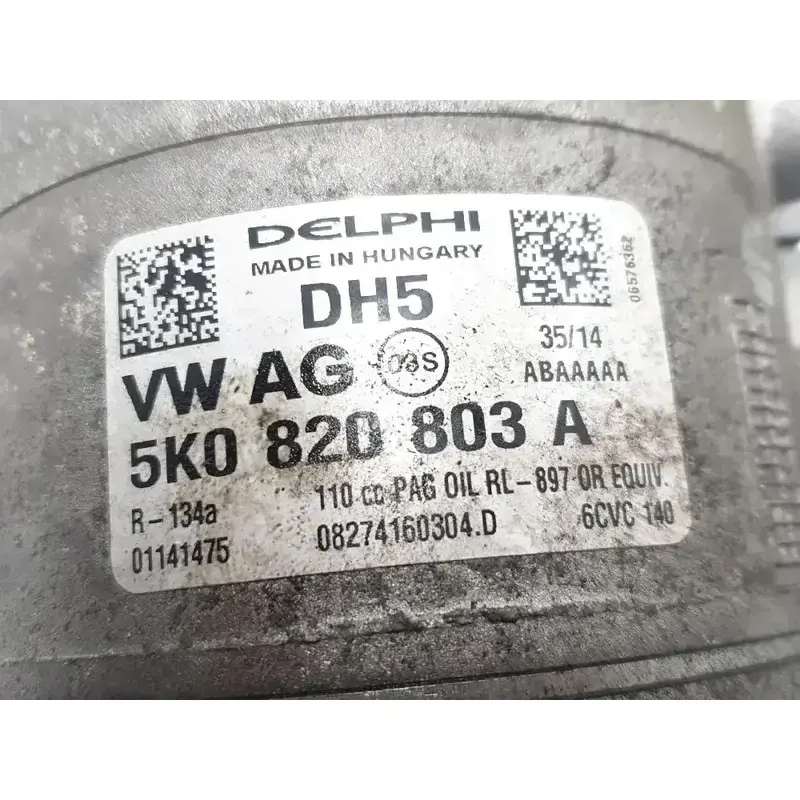 DELPHI
MADE IN HUNGARY
DH5
06576362
35/14
VW AG 03S
ABAAAAA
5K0 820 803 A
R-134a
110 cc PAG OIL RL-897 OR EQUIV.
01141475
08274160304.D
6CVC 140